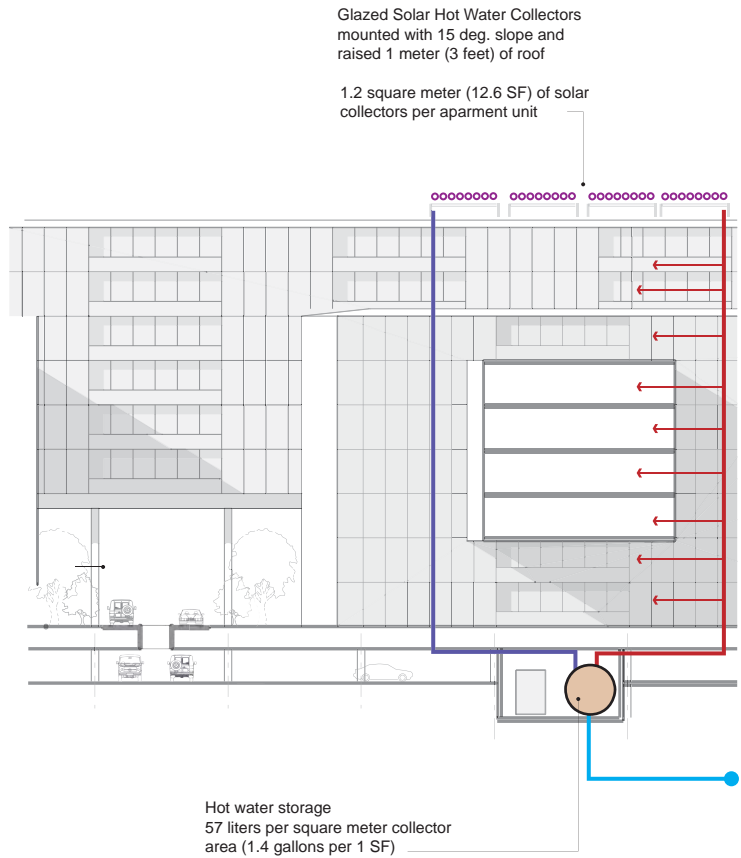 Glazed Solar Hot Water Collectors
mounted with 15 deg. slope and
raised 1 meter (3 feet) of roof
1.2 square meter (12.6 SF) of solar
collectors per aparment unit
Hot water storage
57 liters per square meter collector
area (1.4 gallons per 1 SF)